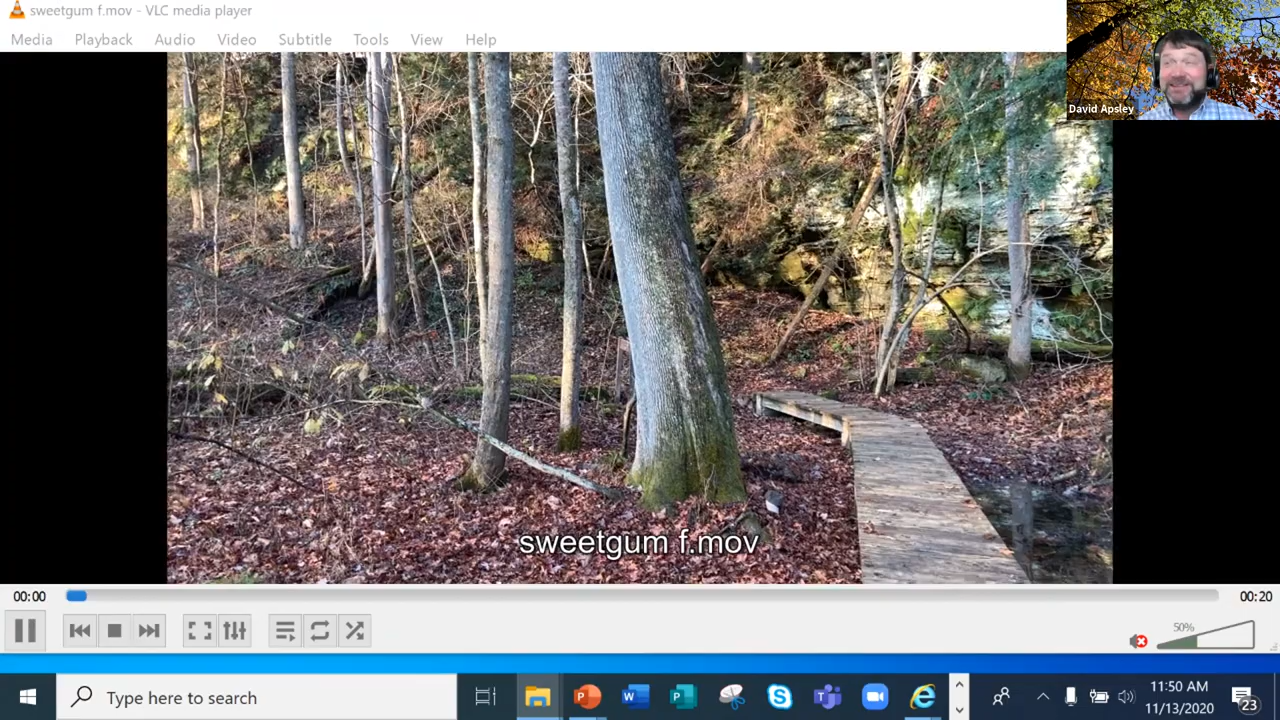 sweetgum f.mov - VLC media player
Media Playback Audio Video Subtitle Tools View Help
David Apsley
sweetgum f.mov
00:00
00:20
50%
Type here to search
11:50 AM
11/13/2020
23